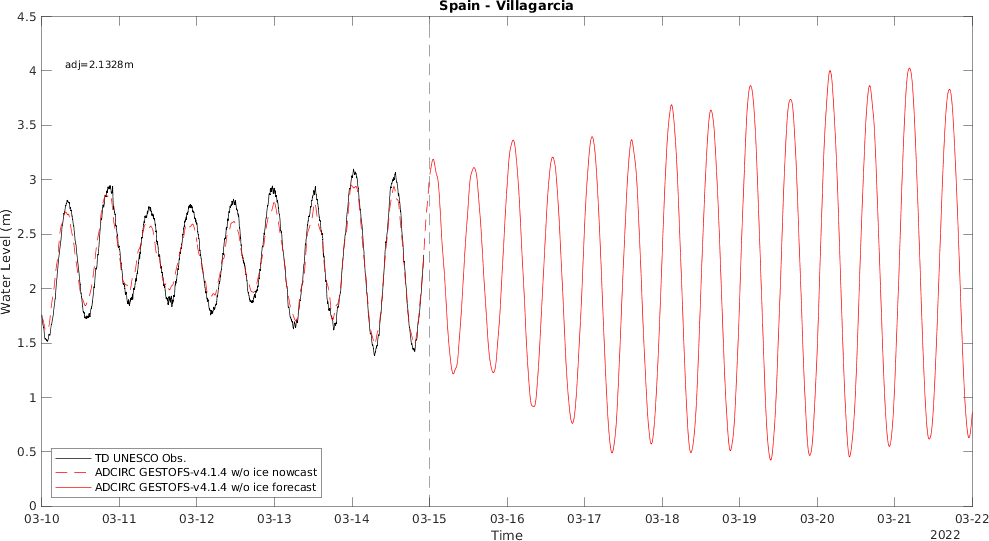 Spain - Villagarcia
4.5
4
3.5
3
2.5
2
1.5
1
0.5
0
Water Level (m)
adj=2.1328m
TD UNESCO Obs.
ADCIRC GESTOFS-v4.1.4 w/o ice nowcast
ADCIRC GESTOFS-v4.1.4 w/o ice forecast
03-10 03-11 03-12 03-13 03-14 03-15 03-16 03-17 03-18 03-19 03-20 03-21 03-22
Time
2022